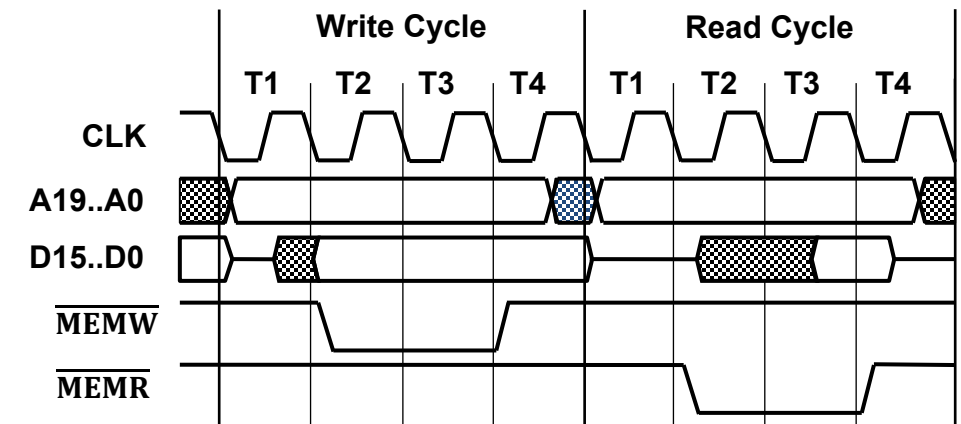 Write Cycle Read Cycle
T1 T2 T3 T4 T1 T2 T3 T4
CLK
A19..A0
D15..D0
MEMW
MEMR